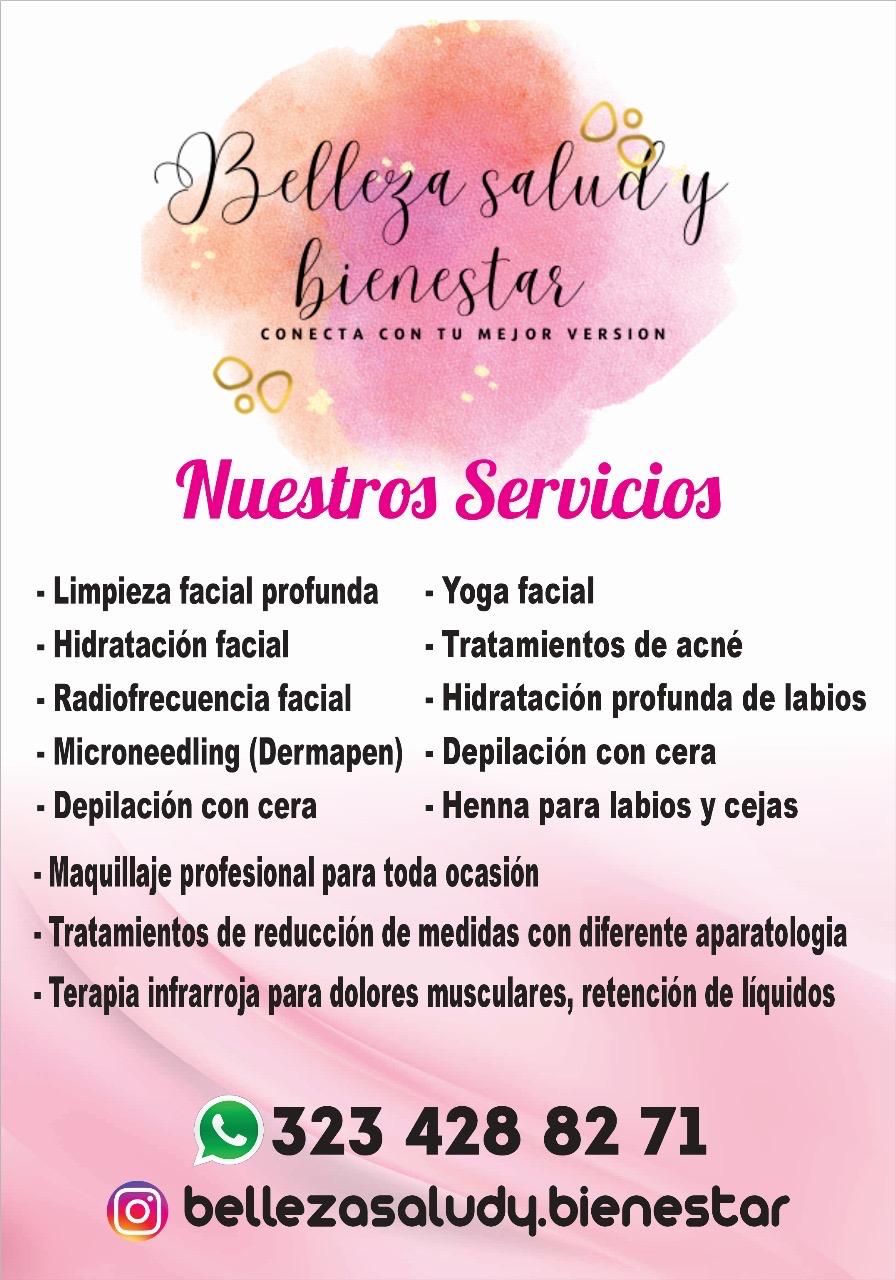 Belleza salud y
bienestar
CONECTA CON TU MEJOR VERSION
Nuestros Servicios
- Limpieza facial profunda
- Hidratación facial
- Radiofrecuencia facial
- Microneedling (Dermapen)
- Depilación con cera
- Yoga facial
- Tratamientos de acné
- Hidratación profunda de labios
- Depilación con cera
- Henna para labios y cejas
- Maquillaje profesional para toda ocasión
- Tratamientos de reducción de medidas con diferente aparatologia
- Terapia infrarroja para dolores musculares, retención de líquidos
323 428 82 71
bellezasaludy.bienestar